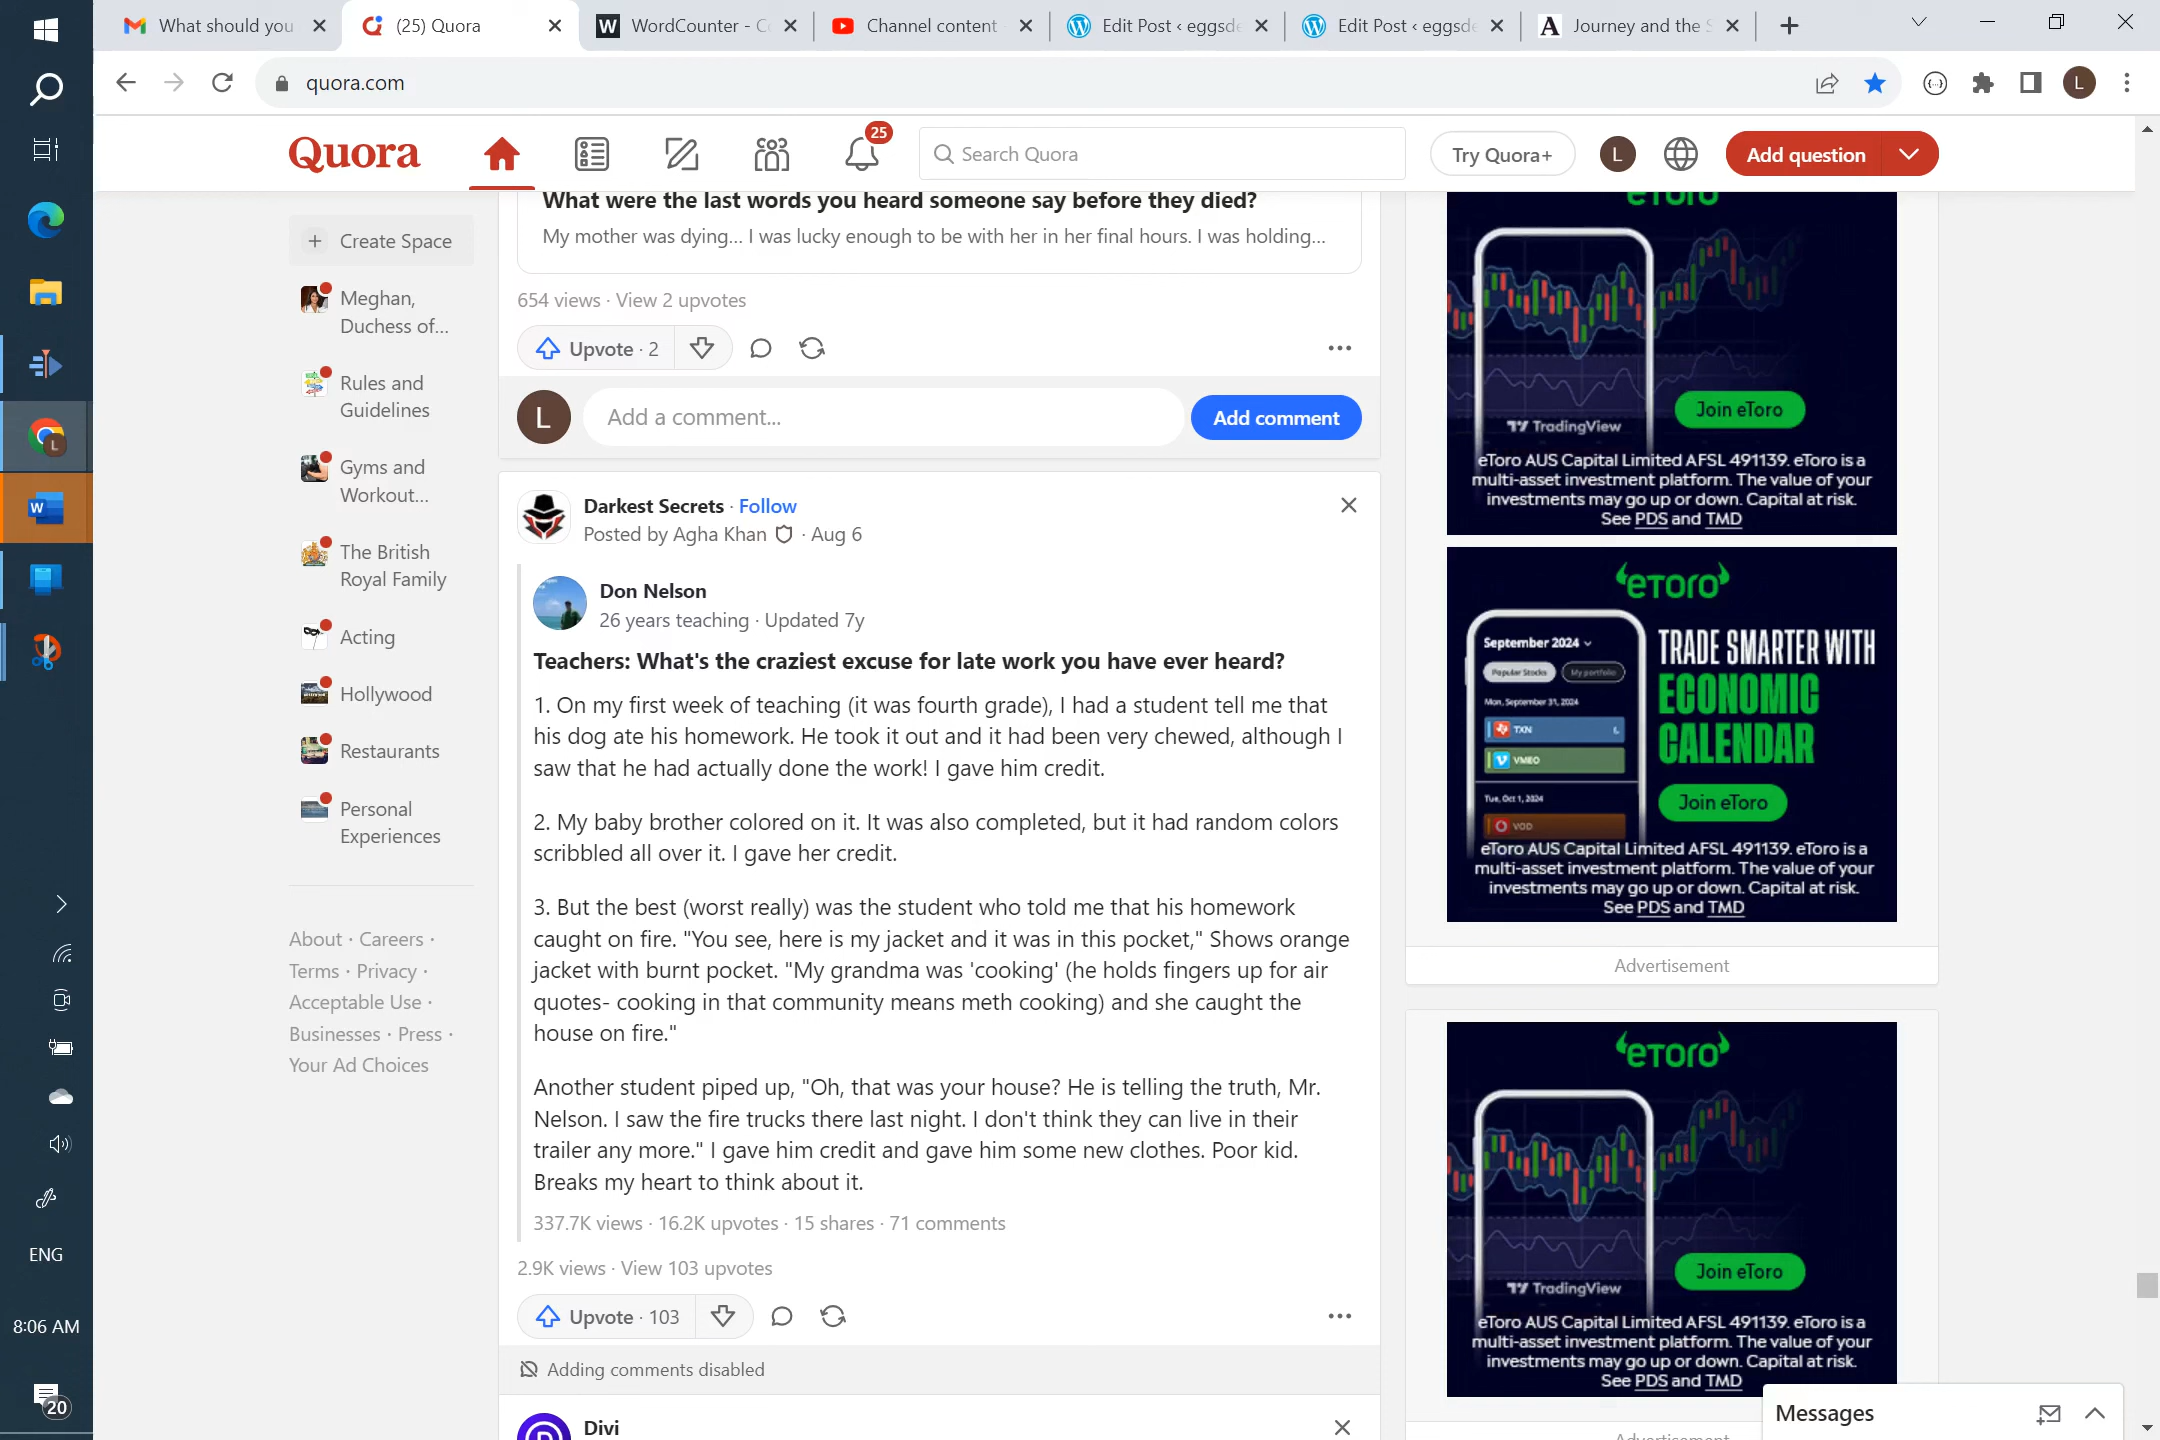 What should you
(25) Quora
WordCounter - Co
Channel content
Edit Post ‹ eggsde
Edit Post ‹ eggsde
Journey and the S
quora.com
L
Quora
25
Search Quora
Try Quora+
L
Add question
Create Space
Meghan,
Duchess of...
Rules and
Guidelines
Gyms and
Workout...
The British
Royal Family
Acting
Hollywood
Restaurants
Personal
Experiences
About · Careers ·
Terms · Privacy ·
Acceptable Use ·
Businesses · Press ·
Your Ad Choices
What were the last words you heard someone say before they died?
My mother was dying... I was lucky enough to be with her in her final hours. I was holding...
654 views · View 2 upvotes
Upvote · 2
L
Add a comment...
Add comment
Darkest Secrets · Follow
Posted by Agha Khan · Aug 6
Don Nelson
26 years teaching · Updated 7y
Teachers: What's the craziest excuse for late work you have ever heard?
1. On my first week of teaching (it was fourth grade), I had a student tell me that
his dog ate his homework. He took it out and it had been very chewed, although I
saw that he had actually done the work! I gave him credit.
2. My baby brother colored on it. It was also completed, but it had random colors
scribbled all over it. I gave her credit.
3. But the best (worst really) was the student who told me that his homework
caught on fire. "You see, here is my jacket and it was in this pocket," Shows orange
jacket with burnt pocket. "My grandma was 'cooking' (he holds fingers up for air
quotes- cooking in that community means meth cooking) and she caught the
house on fire."
Another student piped up, "Oh, that was your house? He is telling the truth, Mr.
Nelson. I saw the fire trucks there last night. I don't think they can live in their
trailer any more." I gave him credit and gave him some new clothes. Poor kid.
Breaks my heart to think about it.
337.7K views · 16.2K upvotes · 15 shares · 71 comments
2.9K views · View 103 upvotes
Upvote · 103
Adding comments disabled
Divi
eToro
Join eToro
TradingView
eToro AUS Capital Limited AFSL 491139. eToro is a
multi-asset investment platform. The value of your
investments may go up or down. Capital at risk.
See PDS and TMD
eToro
September 2024
Popular Stocks
My portfolio
Mon, September 31, 2024
TXN
L
VMEO
Tue, Oct 1, 2024
VOD
TRADE SMARTER WITH
ECONOMIC
CALENDAR
Join eToro
eToro AUS Capital Limited AFSL 491139. eToro is a
multi-asset investment platform. The value of your
investments may go up or down. Capital at risk.
See PDS and TMD
Advertisement
eToro
Join eToro
TradingView
eToro AUS Capital Limited AFSL 491139. eToro is a
multi-asset investment platform. The value of your
investments may go up or down. Capital at risk.
See PDS and TMD
Advertisement
Messages
ENG
8:06 AM
20